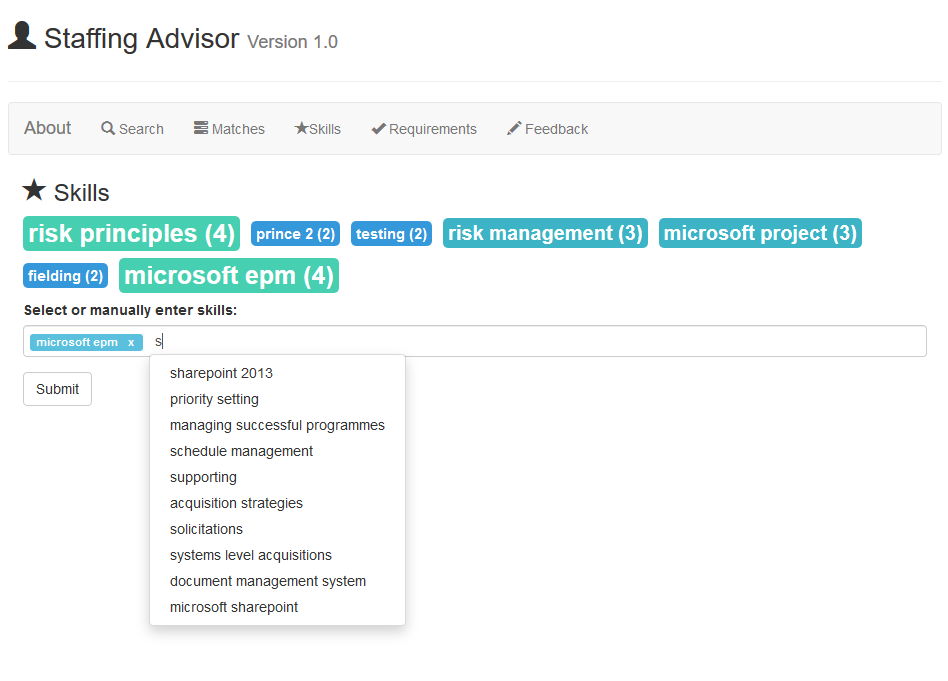 Staffing Advisor Version 1.0
About Search Matches Skills Requirements Feedback
Skills
risk principles (4) prince 2 (2) testing (2) risk management (3) microsoft project (3)
fielding (2) microsoft epm (4)
Select or manually enter skills:
microsoft epm x s
sharepoint 2013
Submit
priority setting
managing successful programmes
schedule management
supporting
acquisition strategies
solicitations
systems level acquisitions
document management system
microsoft sharepoint